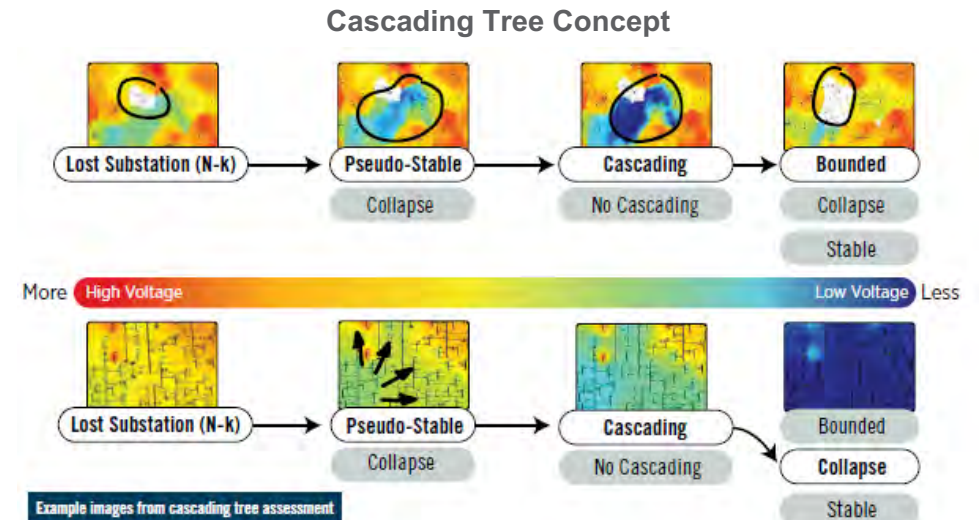 Cascading Tree Concept
Lost Substation (N-k)
Pseudo-Stable
Cascading
Bounded
Collapse
No Cascading
Collapse
Stable
More
High Voltage
Low Voltage
Less
Lost Substation (N-k)
Pseudo-Stable
Cascading
Bounded
Collapse
No Cascading
Collapse
Stable
Example images from cascading tree assessment